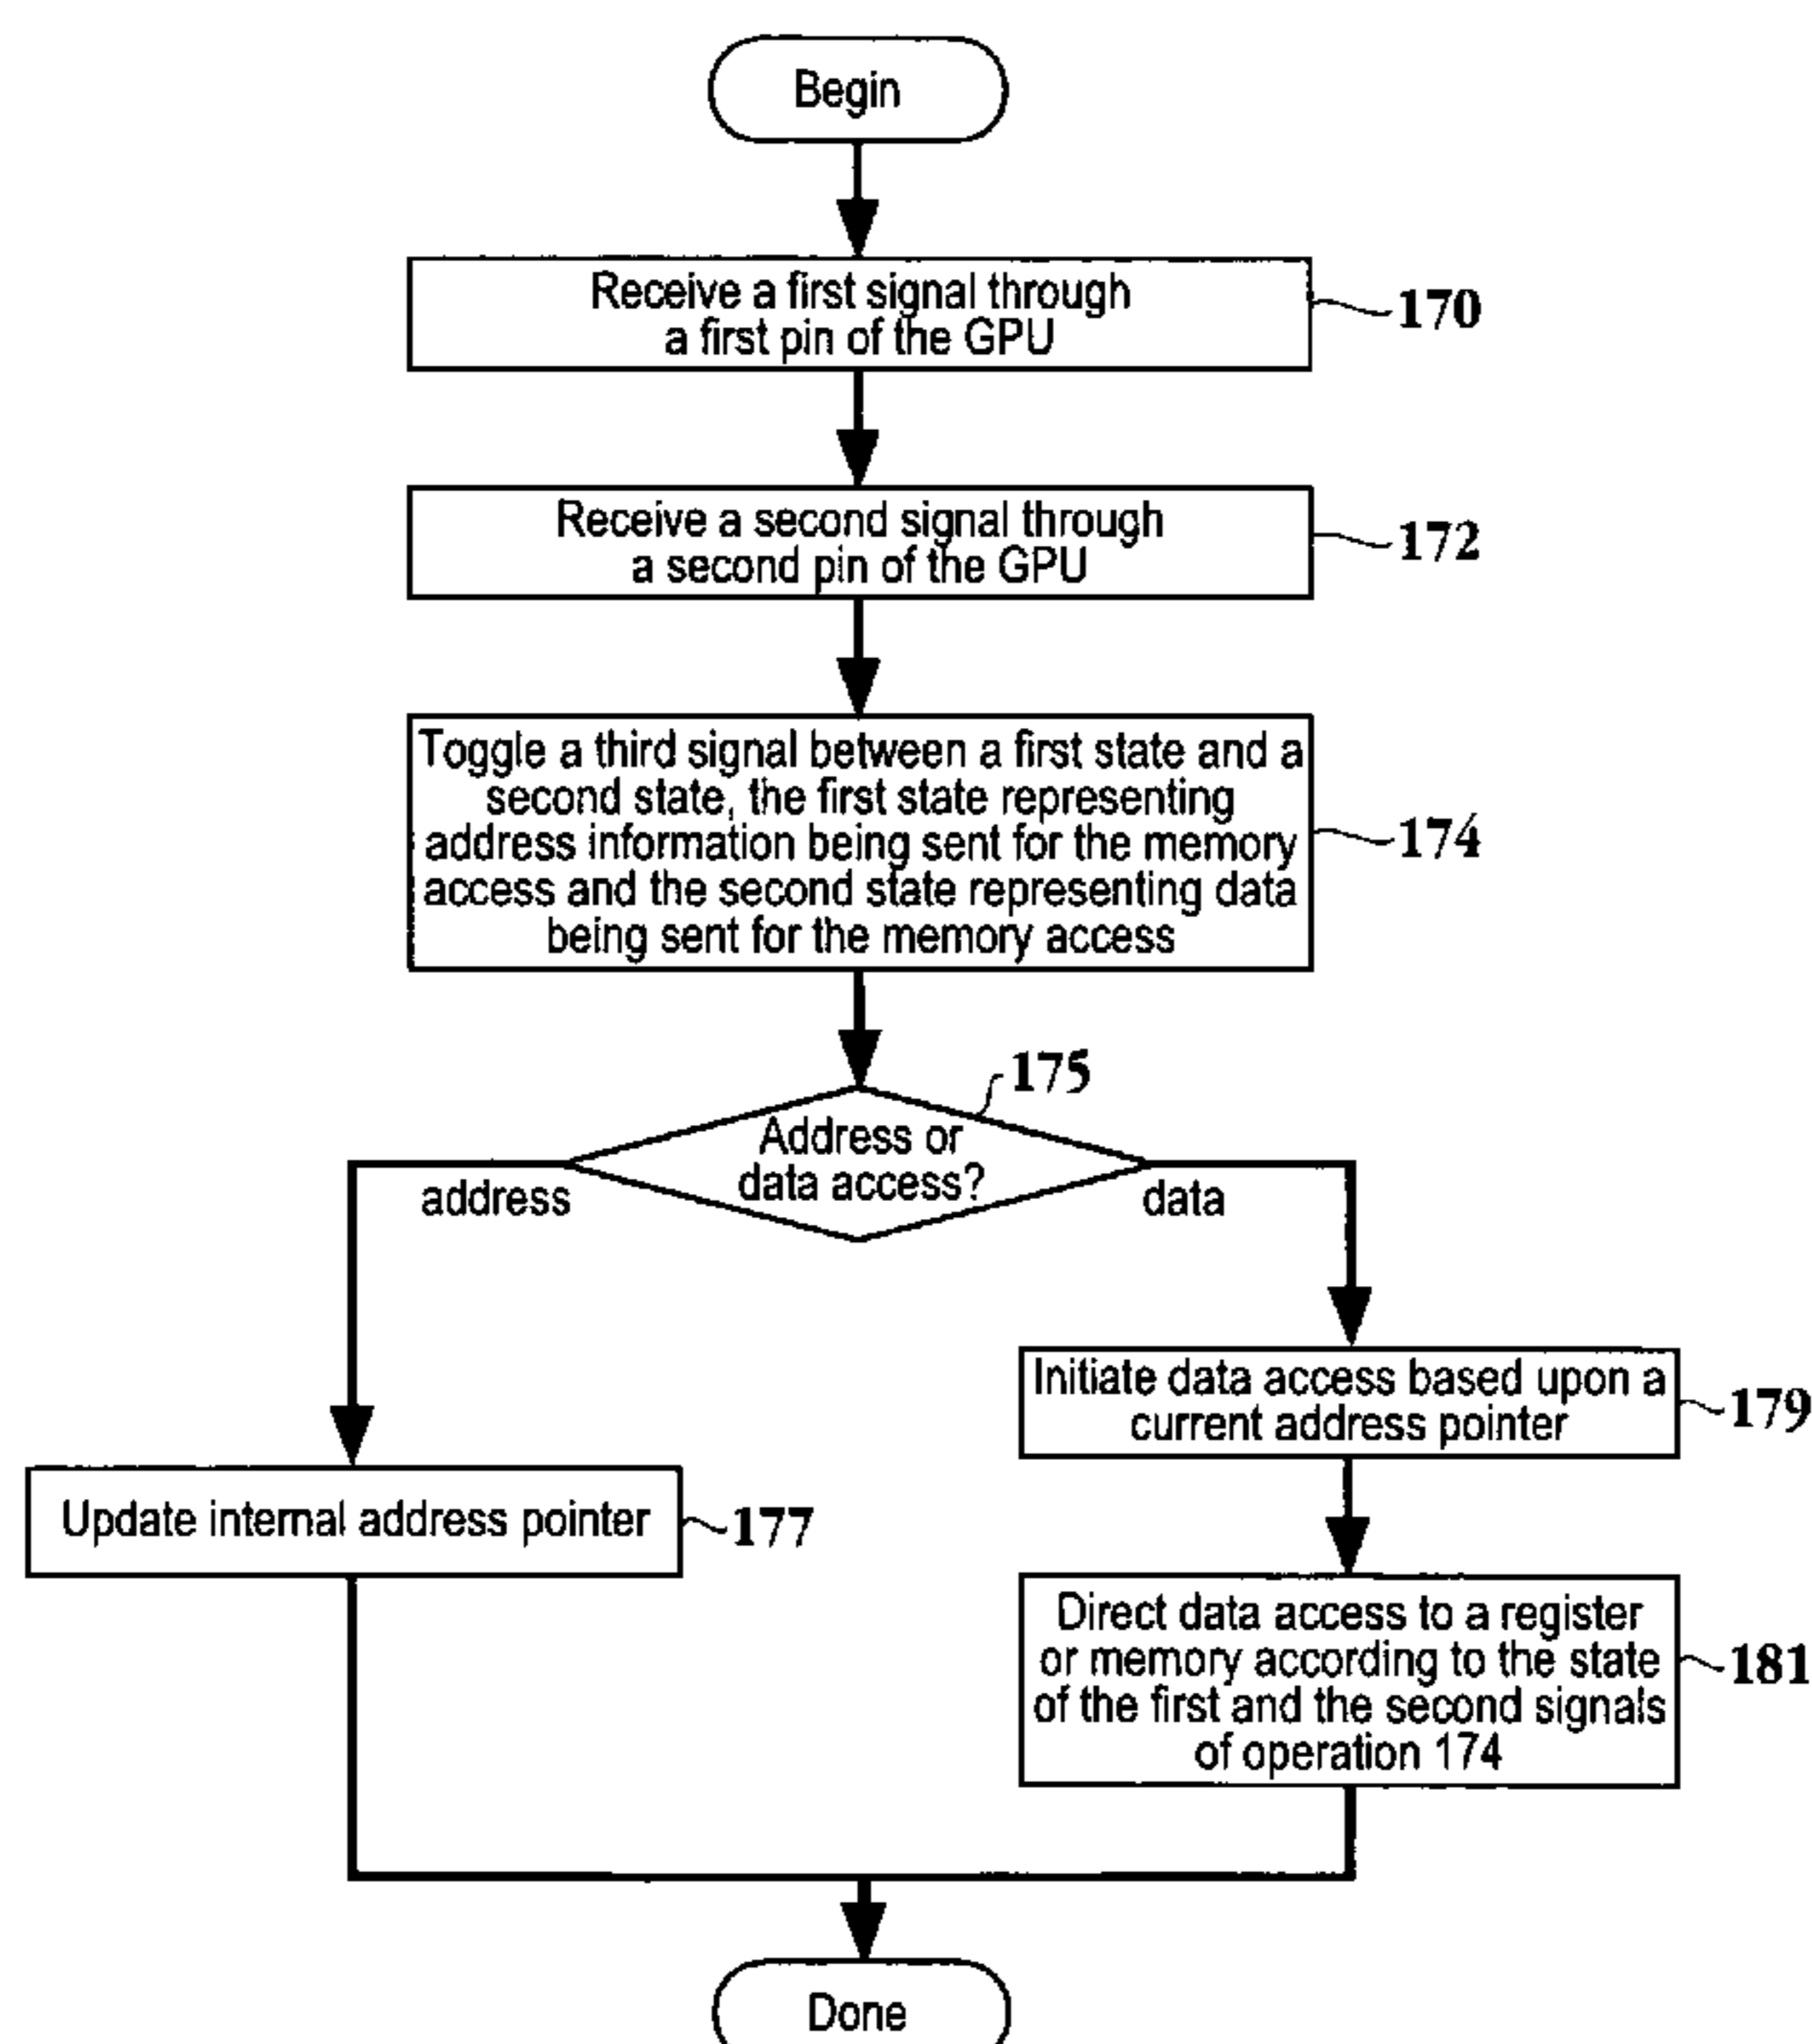 Begin
Receive a first signal through
a first pin of the GPU
170
Receive a second signal through
a second pin of the GPU
172
Toggle a third signal between a first state and a
second state, the first state representing
address information being sent for the memory
access and the second state representing data
being sent for the memory access
174
175
Address or
data access?
address
data
Initiate data access based upon a
current address pointer
179
Update internal address pointer
177
Direct data access to a register
or memory according to the state
of the first and the second signals
of operation 174
181
Done